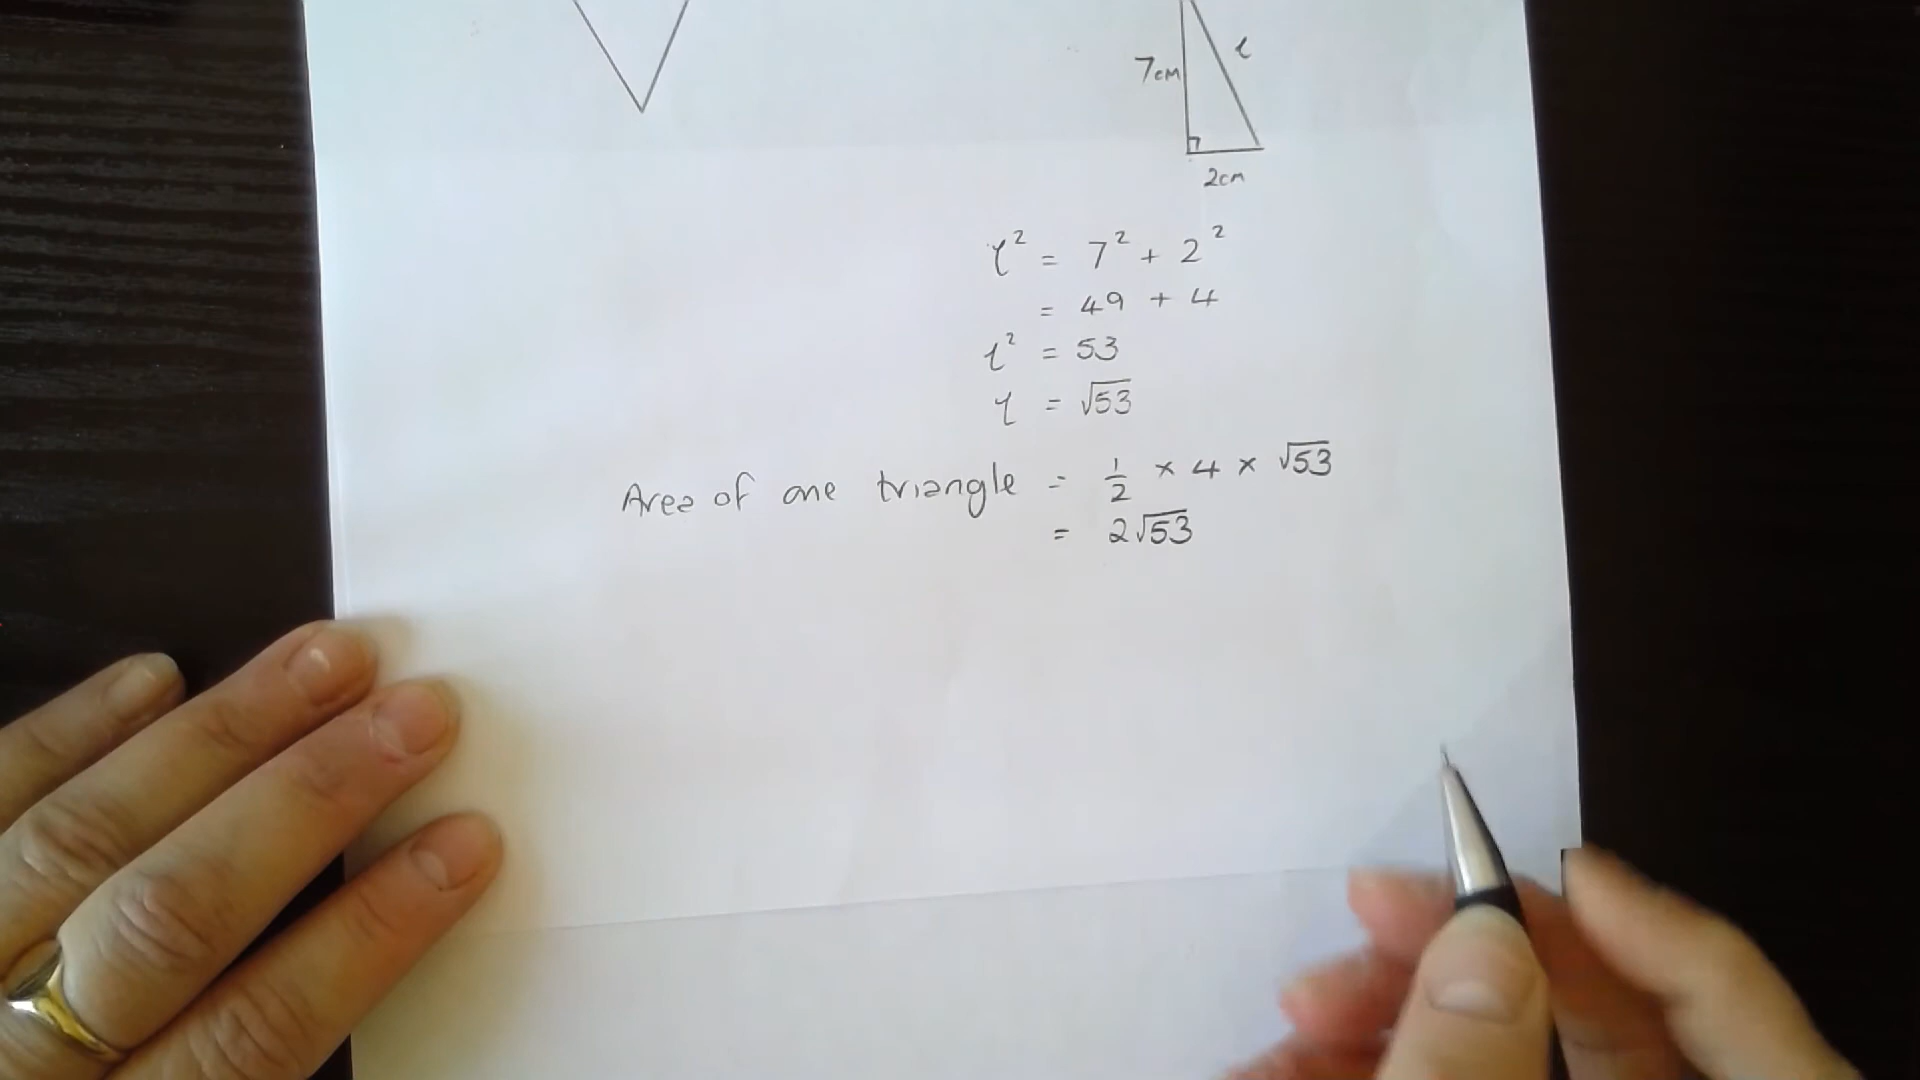 7cm
l
2cm
l² = 7² + 2²
= 49 + 4
l² = 53
l = √53
Area of one triangle = 1/2 × 4 × √53
= 2√53